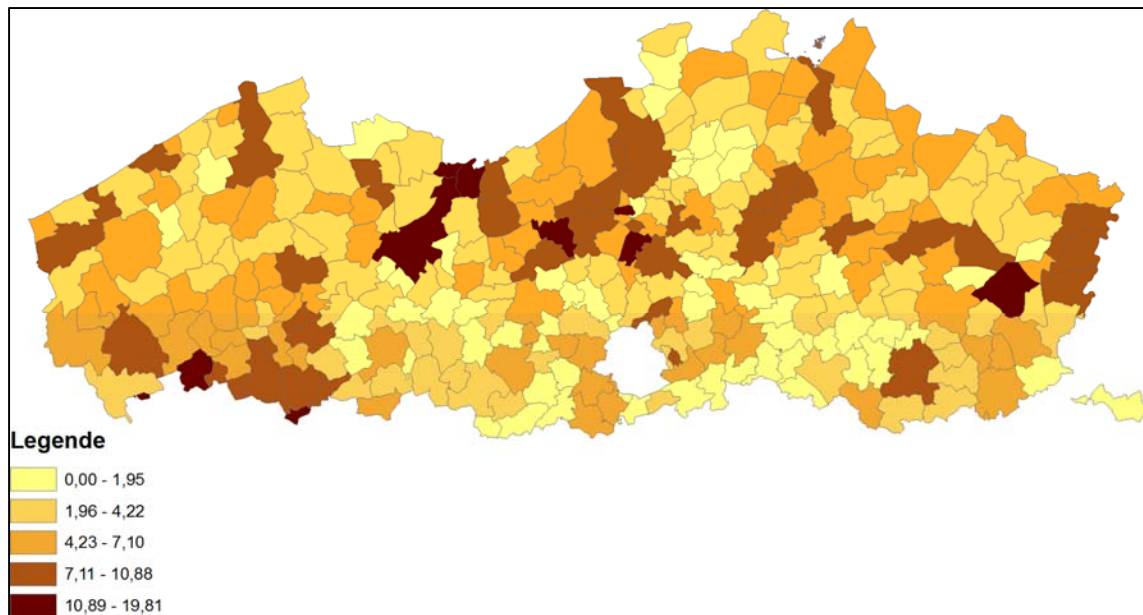 Legende
0,00 - 1,95
1,96 - 4,22
4,23 - 7,10
7,11 - 10,88
10,89 - 19,81